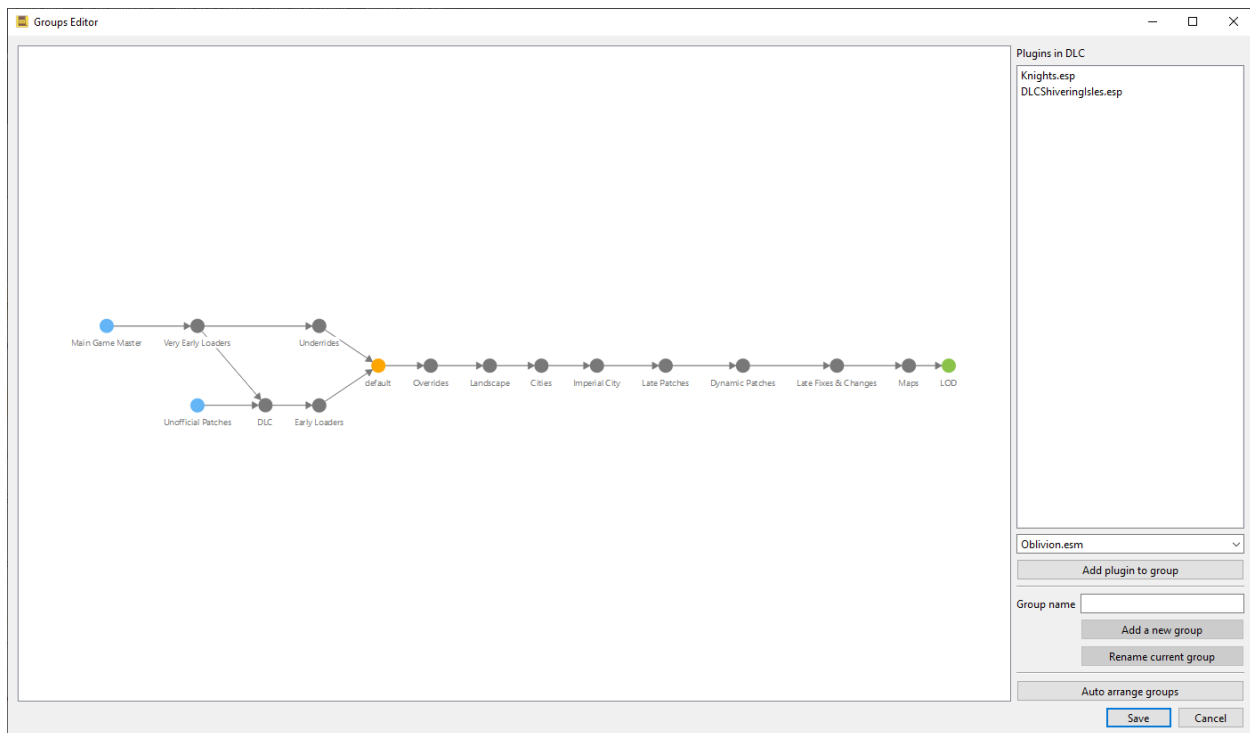 Groups Editor
Plugins in DLC
Knights.esp
DLCShiveringIsles.esp
Main Game Master
Very Early Loaders
Underrides
default
Overrides
Landscape
Cities
Imperial City
Late Patches
Dynamic Patches
Late Fixes & Changes
Maps
LOD
Unofficial Patches
DLC
Early Loaders
Oblivion.esm
Add plugin to group
Group name
Add a new group
Rename current group
Auto arrange groups
Save
Cancel